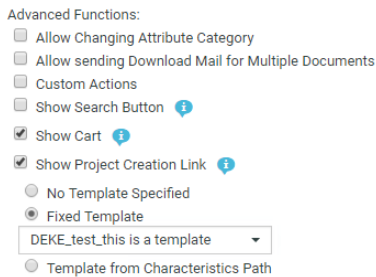 Advanced Functions:
Allow Changing Attribute Category
Allow sending Download Mail for Multiple Documents
Custom Actions
Show Search Button
Show Cart
Show Project Creation Link
No Template Specified
Fixed Template
DEKE_test_this is a template
Template from Characteristics Path